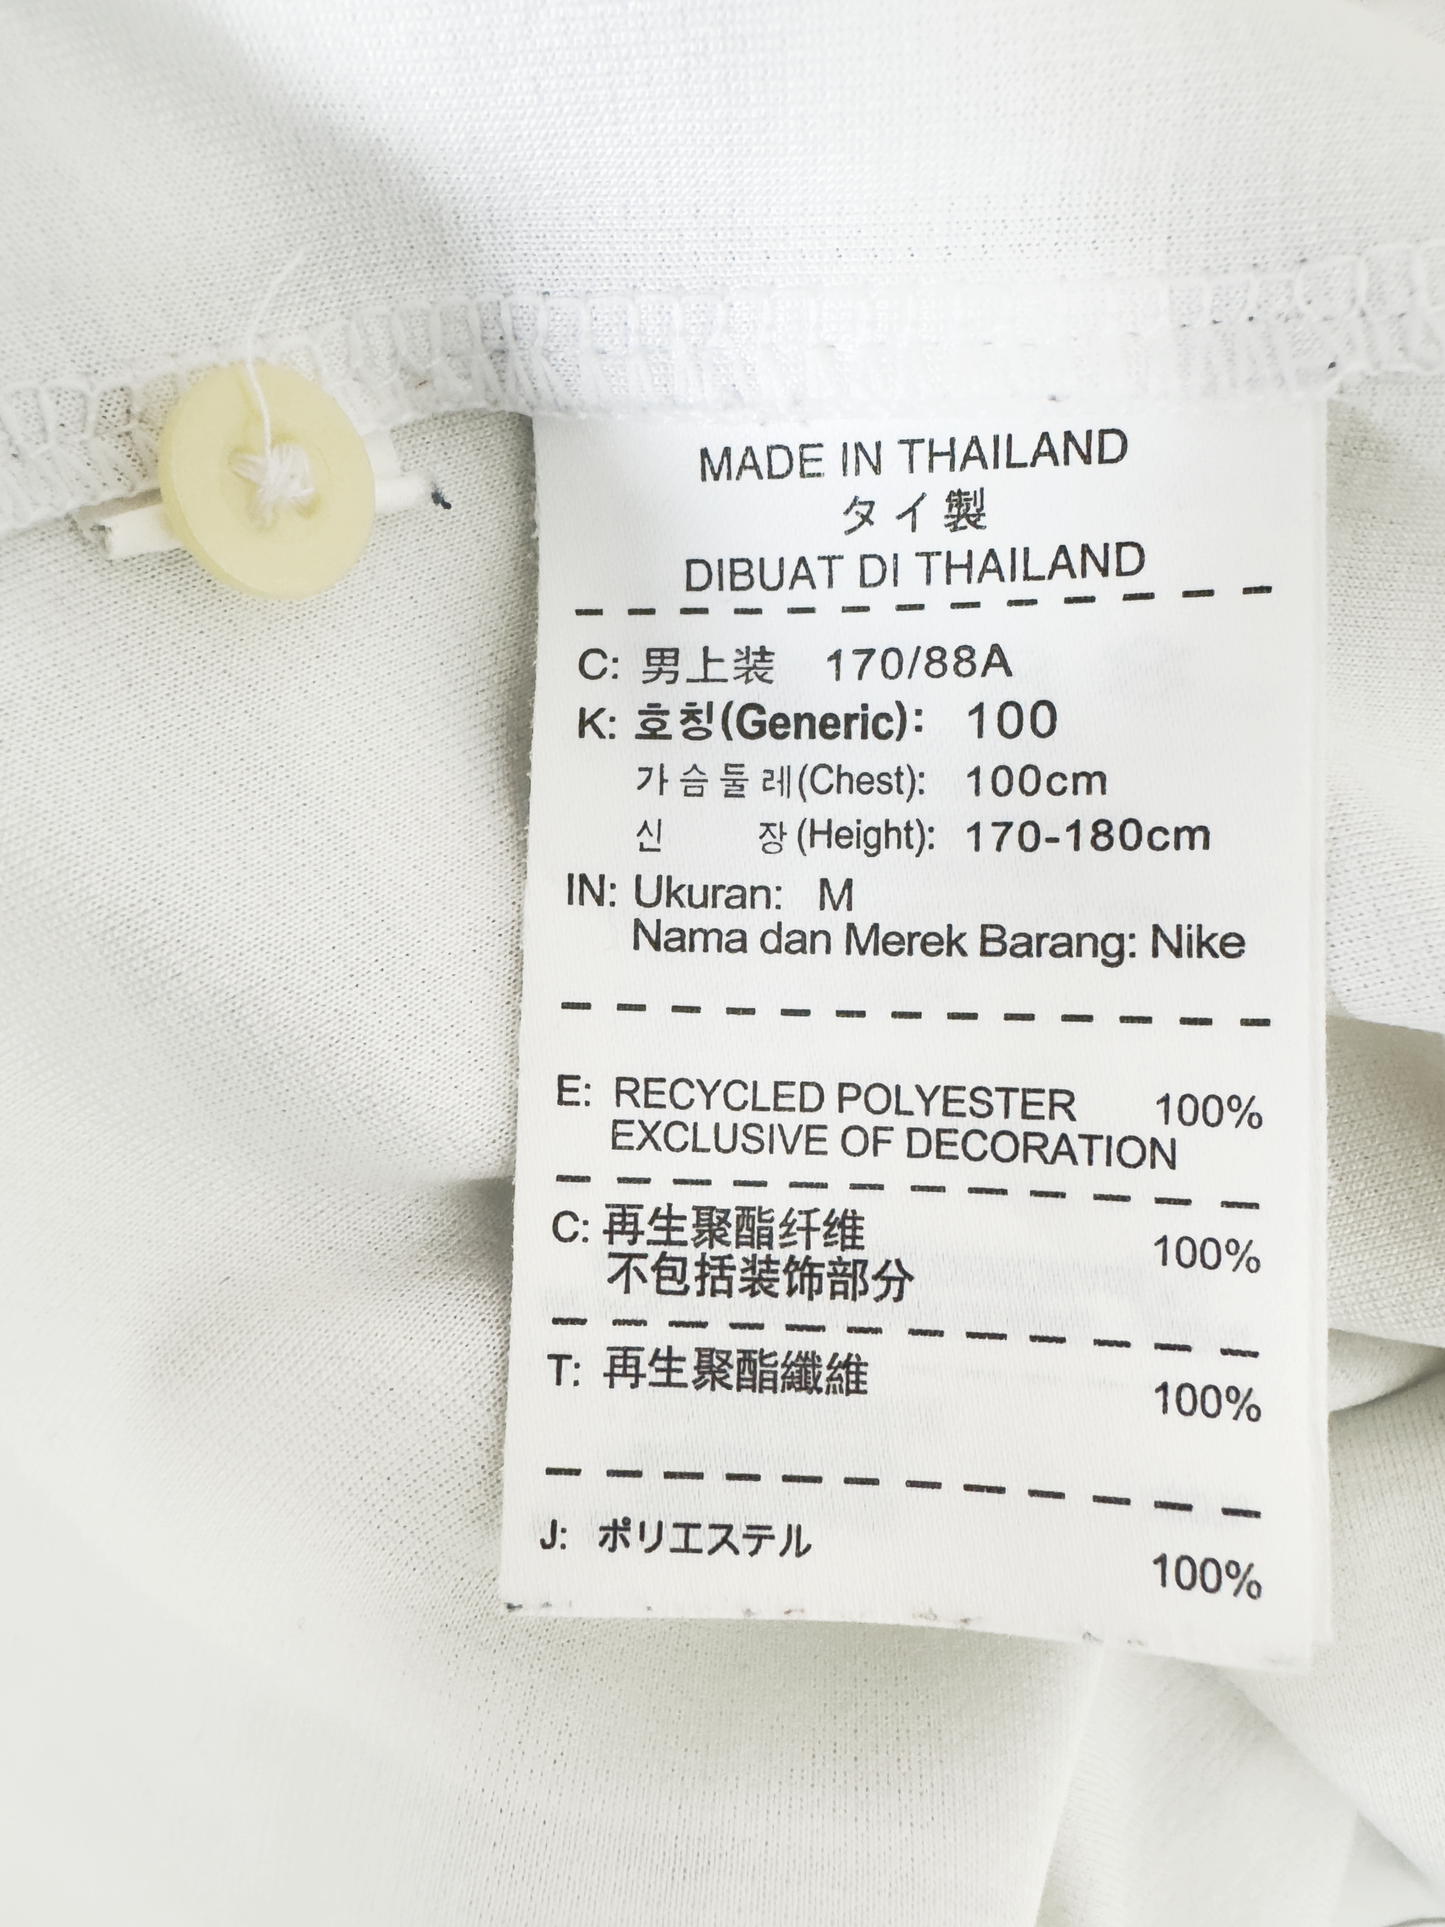 MADE IN THAILAND
タイ製
DIBUAT DI THAILAND
C: 男上装 170/88A
K: 호칭(Generic): 100
가슴둘레(Chest): 100cm
신 장(Height): 170-180cm
IN: Ukuran: M
Nama dan Merek Barang: Nike
E: RECYCLED POLYESTER 100%
EXCLUSIVE OF DECORATION
C: 再生聚酯纤维 100%
不包括装饰部分
T: 再生聚酯纖維 100%
J: ポリエステル 100%